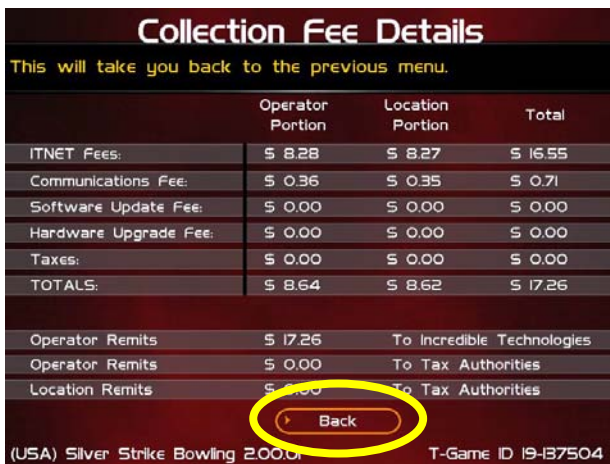 Collection Fee Details
This will take you back to the previous menu.
Operator Portion Location Portion Total
ITNET Fees: $ 8.28 $ 8.27 $ 16.55
Communications Fee: $ 0.36 $ 0.35 $ 0.71
Software Update Fee: $ 0.00 $ 0.00 $ 0.00
Hardware Upgrade Fee: $ 0.00 $ 0.00 $ 0.00
Taxes: $ 0.00 $ 0.00 $ 0.00
TOTALS: $ 8.64 $ 8.62 $ 17.26
Operator Remits $ 17.26 To Incredible Technologies
Operator Remits $ 0.00 To Tax Authorities
Location Remits $ 0.00 To Tax Authorities
Back
(USA) Silver Strike Bowling 2.00.01 T-Game ID 19-137504